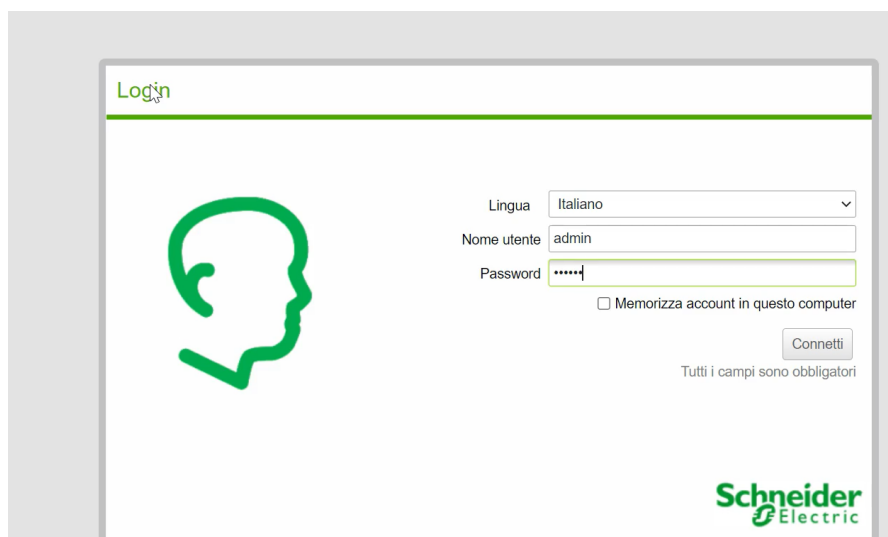 Login
Lingua Italiano
Nome utente admin
Password ••••••
Memorizza account in questo computer
Connetti
Tutti i campi sono obbligatori
Schneider
Electric